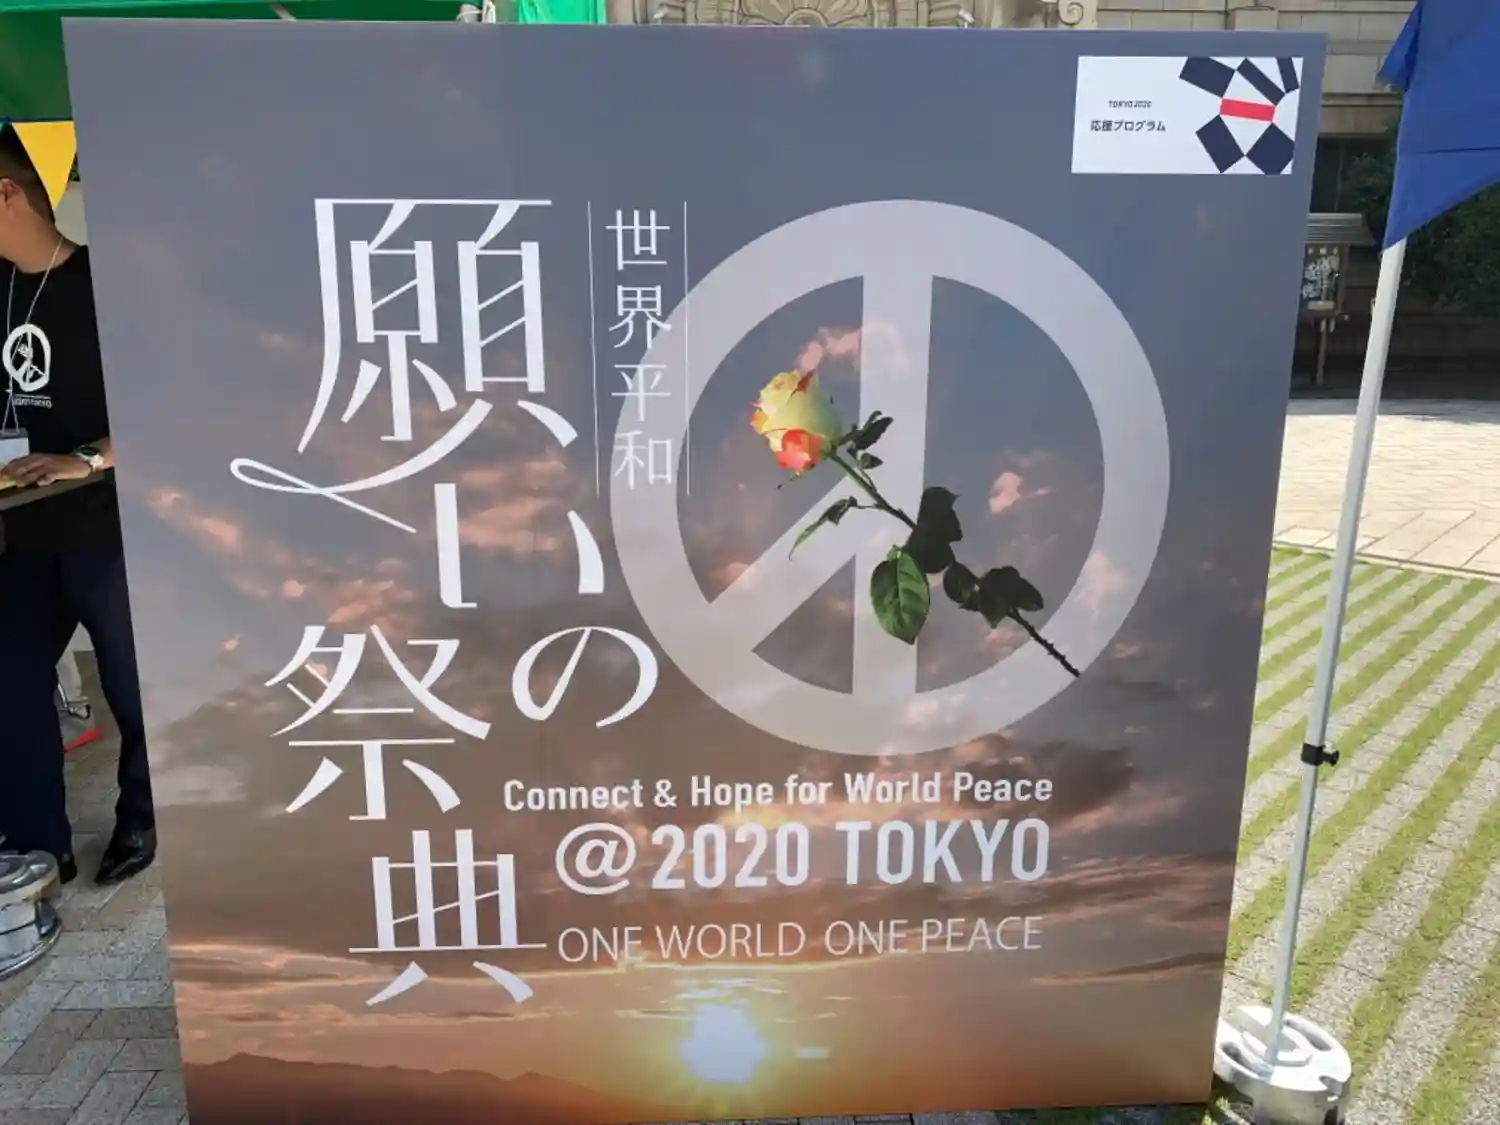 TOKYO 2020
応援プログラム
世界平和
願いの祭典
Connect & Hope for World Peace
@2020 TOKYO
ONE WORLD ONE PEACE